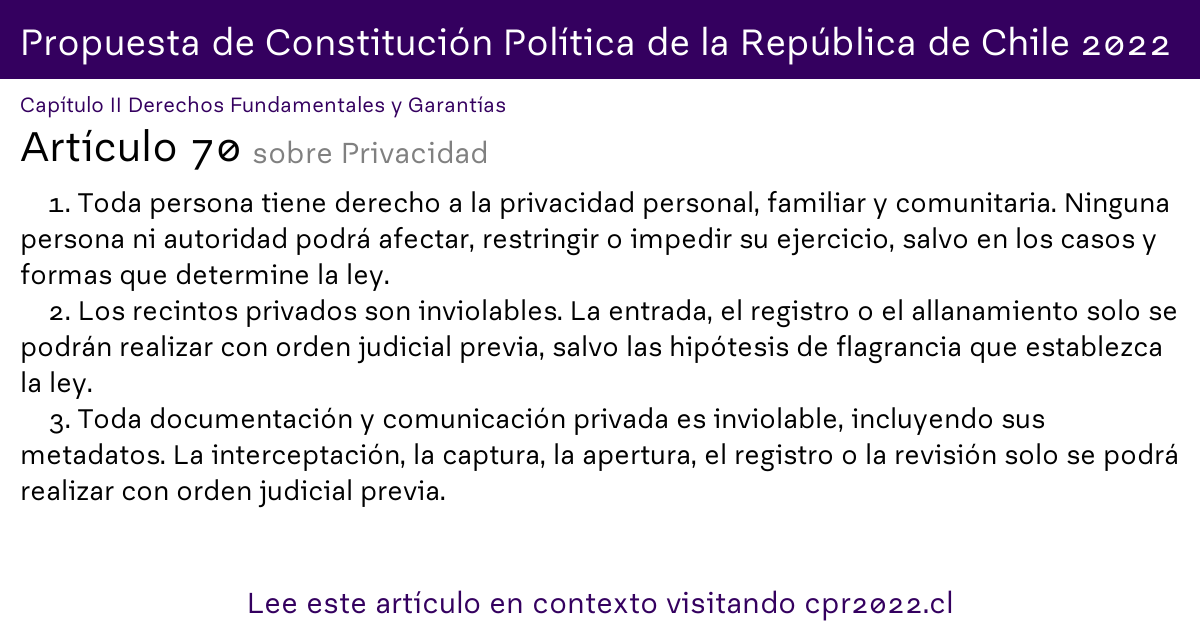 Propuesta de Constitución Política de la República de Chile 2022
Capítulo II Derechos Fundamentales y Garantías
Artículo 70 sobre Privacidad
1. Toda persona tiene derecho a la privacidad personal, familiar y comunitaria. Ninguna
persona ni autoridad podrá afectar, restringir o impedir su ejercicio, salvo en los casos y
formas que determine la ley.
2. Los recintos privados son inviolables. La entrada, el registro o el allanamiento solo se
podrán realizar con orden judicial previa, salvo las hipótesis de flagrancia que establezca
la ley.
3. Toda documentación y comunicación privada es inviolable, incluyendo sus
metadatos. La interceptación, la captura, la apertura, el registro o la revisión solo se podrá
realizar con orden judicial previa.
Lee este artículo en contexto visitando cpr2022.cl